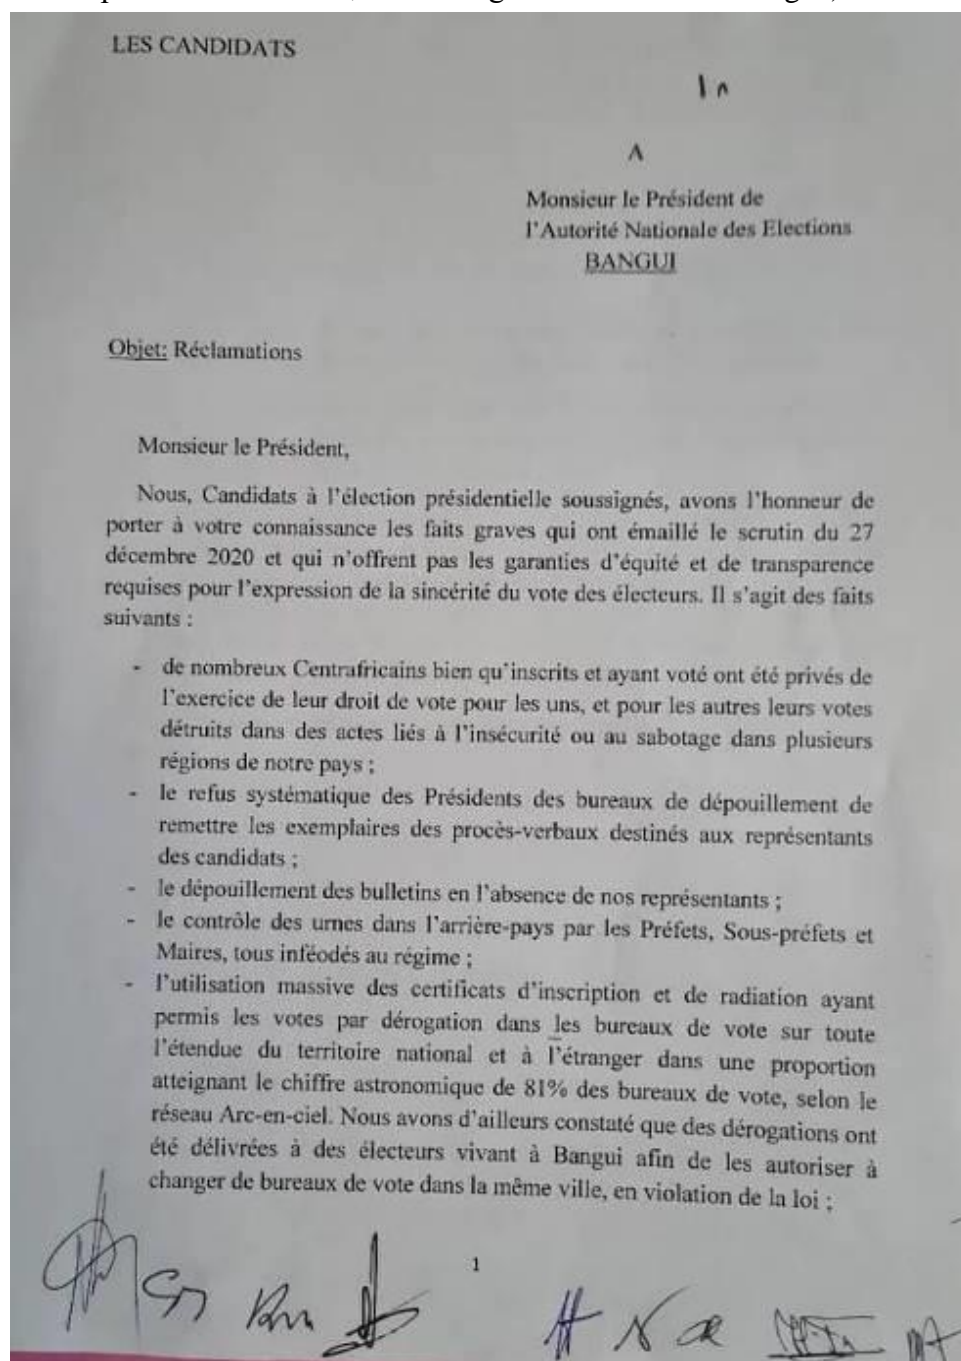 LES CANDIDATS
A
Monsieur le Président de
l'Autorité Nationale des Elections
BANGUI
Objet: Réclamations
Monsieur le Président,
Nous, Candidats à l'élection présidentielle soussignés, avons l'honneur de
porter à votre connaissance les faits graves qui ont émaillé le scrutin du 27
décembre 2020 et qui n'offrent pas les garanties d'équité et de transparence
requises pour l'expression de la sincérité du vote des électeurs. Il s'agit des faits
suivants :
- de nombreux Centrafricains bien qu'inscrits et ayant voté ont été privés de
l'exercice de leur droit de vote pour les uns, et pour les autres leurs votes
détruits dans des actes liés à l'insécurité ou au sabotage dans plusieurs
régions de notre pays ;
- le refus systématique des Présidents des bureaux de dépouillement de
remettre les exemplaires des procès-verbaux destinés aux représentants
des candidats ;
- le dépouillement des bulletins en l'absence de nos représentants ;
- le contrôle des urnes dans l'arrière-pays par les Préfets, Sous-préfets et
Maires, tous inféodés au régime ;
- l'utilisation massive des certificats d'inscription et de radiation ayant
permis les votes par dérogation dans les bureaux de vote sur toute
l'étendue du territoire national et à l'étranger dans une proportion
atteignant le chiffre astronomique de 81% des bureaux de vote, selon le
réseau Arc-en-ciel. Nous avons d'ailleurs constaté que des dérogations ont
été délivrées à des électeurs vivant à Bangui afin de les autoriser à
changer de bureaux de vote dans la même ville, en violation de la loi ;
1